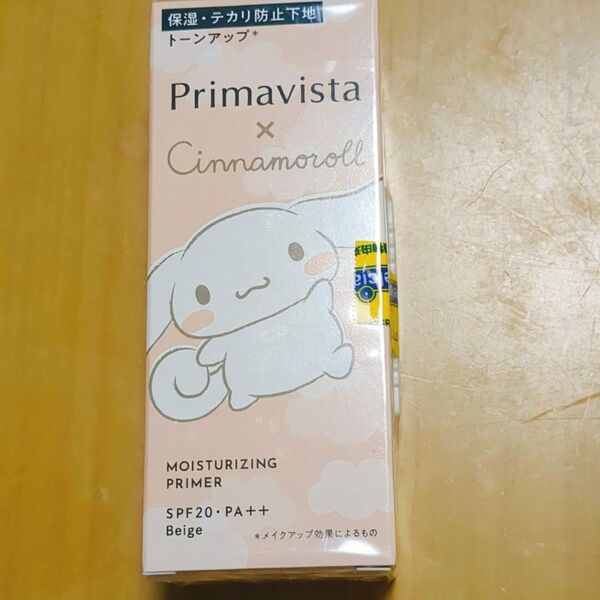 保湿・テカリ防止下地
トーンアップ*
Primavista
×
Cinnamoroll
MOISTURIZING
PRIMER
SPF20・PA++
Beige
*メイクアップ効果によるもの